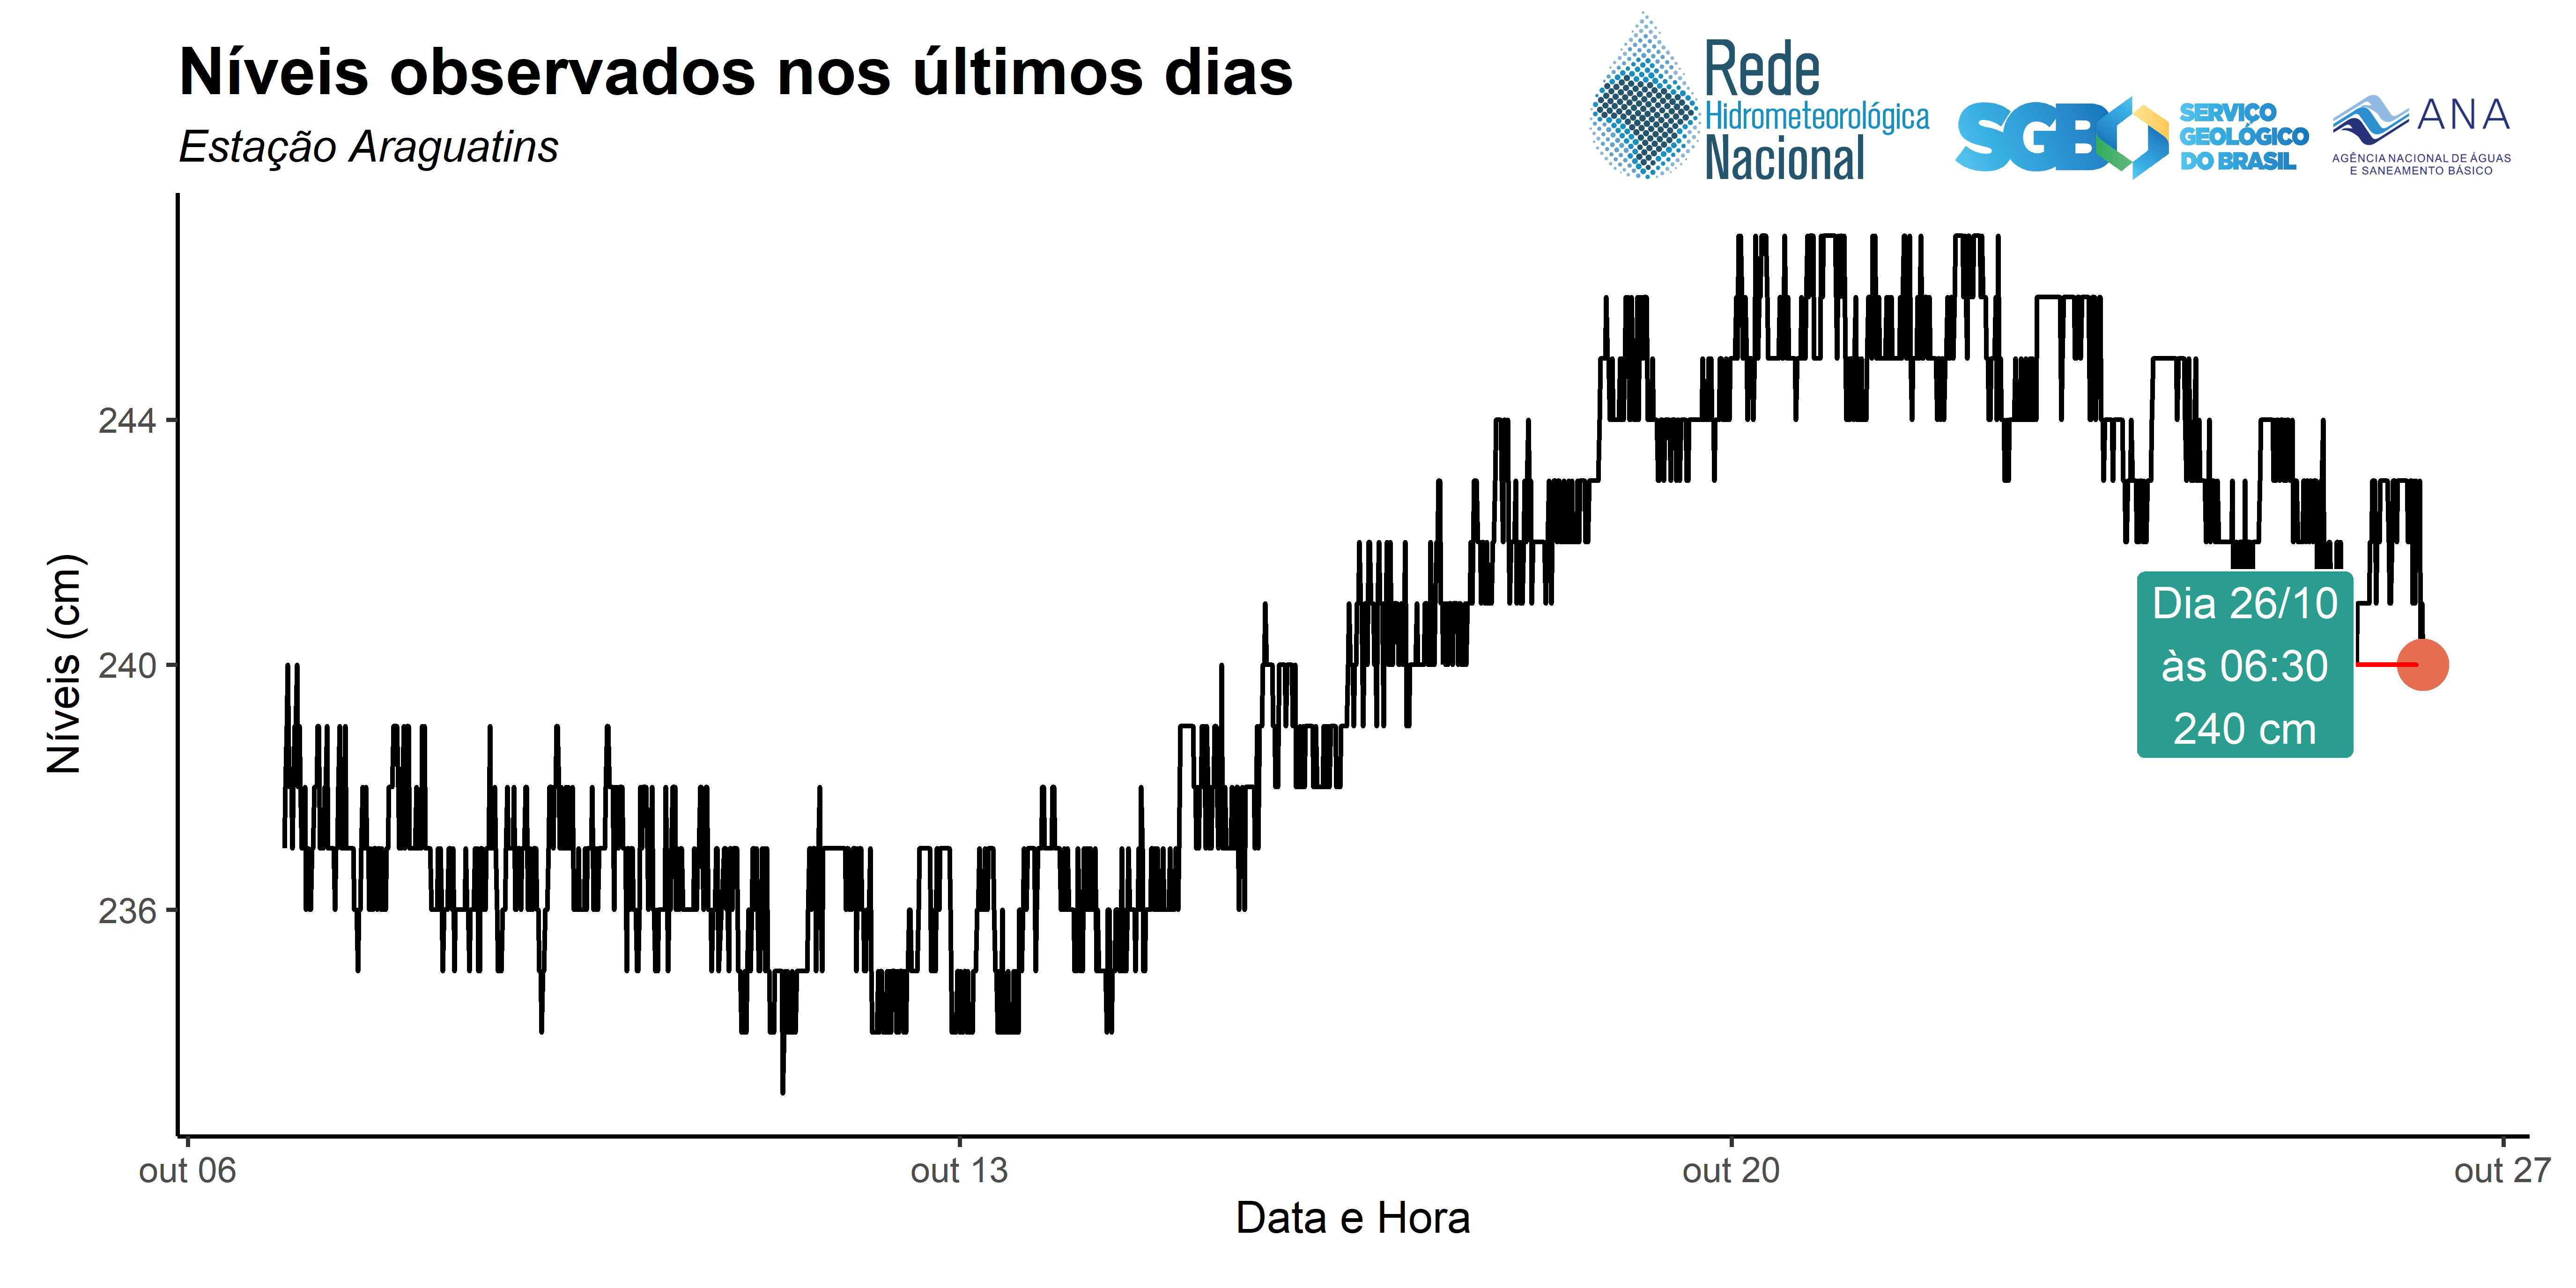 Níveis observados nos últimos dias
Estação Araguatins
Rede
Hidrometeorológica
Nacional
SGB
SERVIÇO
GEOLÓGICO
DO BRASIL
ANA
AGÊNCIA NACIONAL DE ÁGUAS
E SANEAMENTO BÁSICO
Níveis (cm)
244
240
236
Dia 26/10
às 06:30
240 cm
out 06
out 13
out 20
out 27
Data e Hora